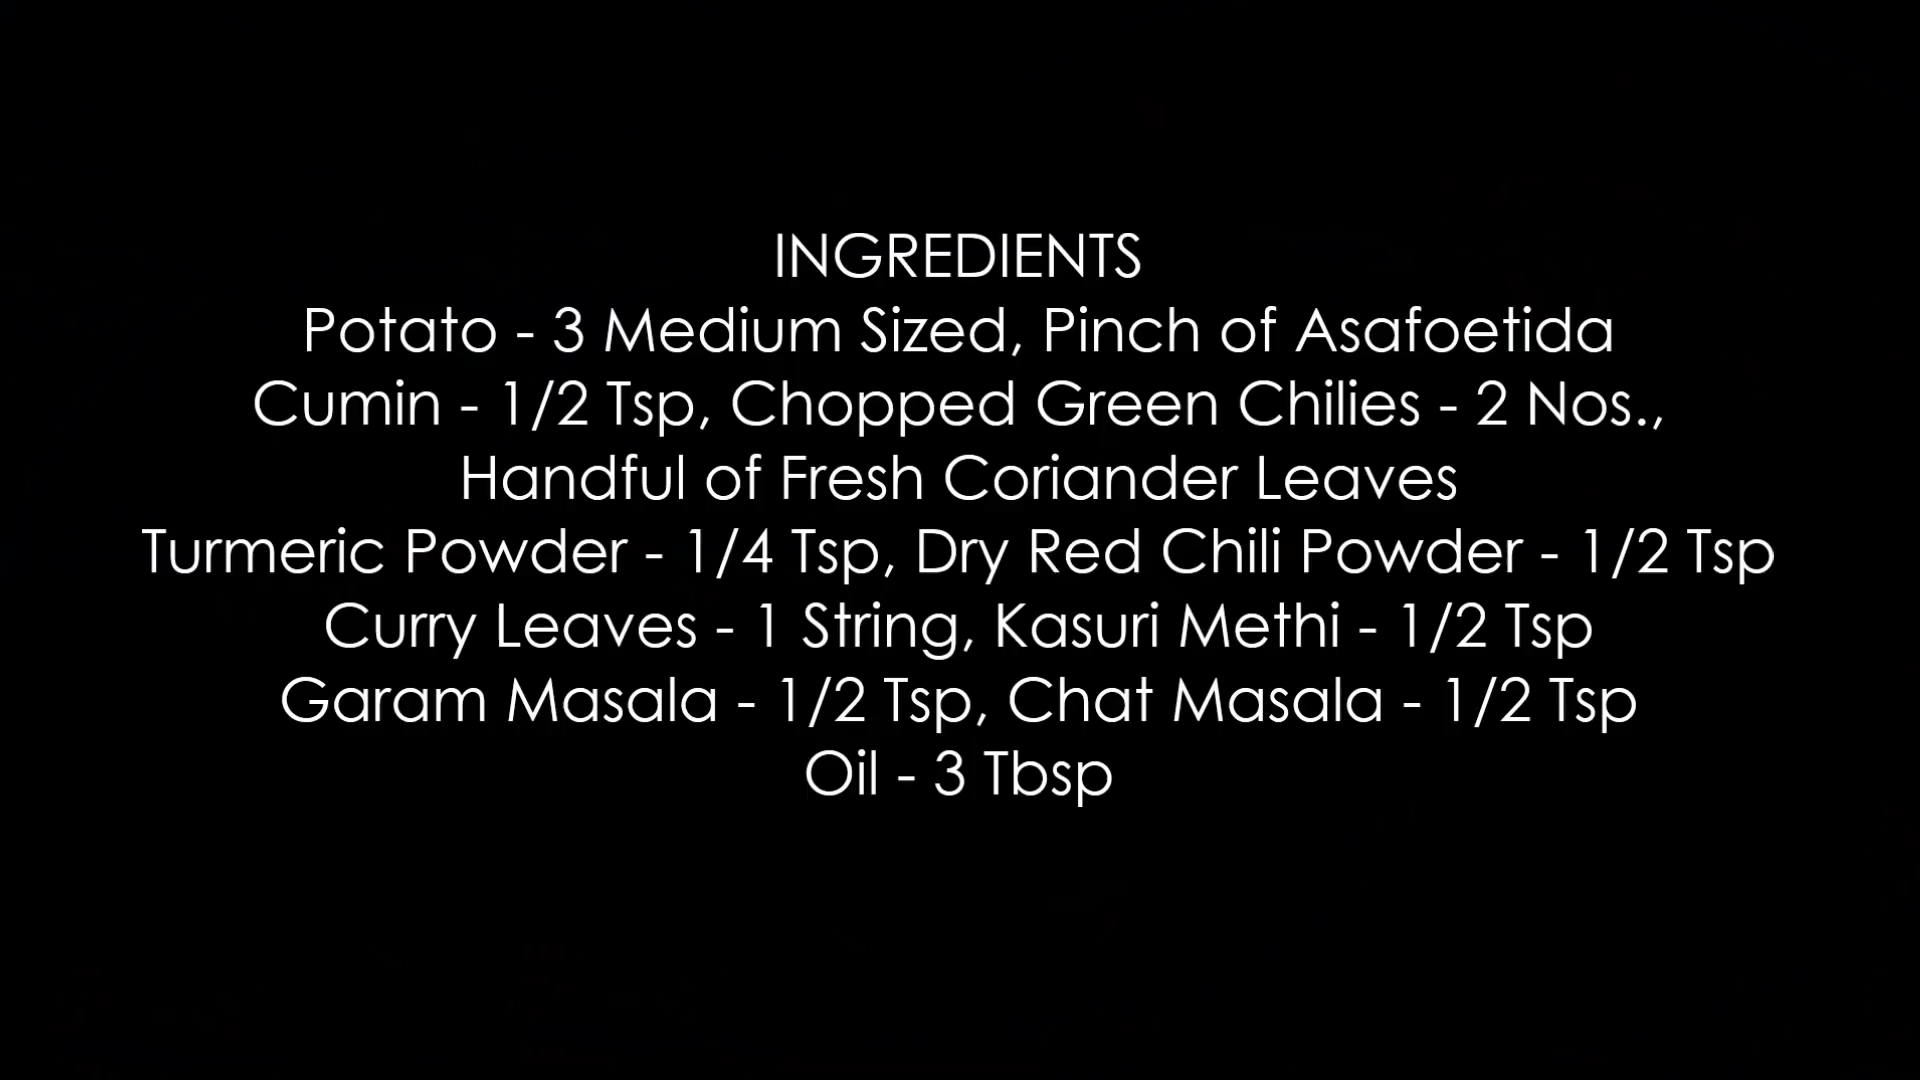 INGREDIENTS
Potato - 3 Medium Sized, Pinch of Asafoetida
Cumin - 1/2 Tsp, Chopped Green Chilies - 2 Nos.,
Handful of Fresh Coriander Leaves
Turmeric Powder - 1/4 Tsp, Dry Red Chili Powder - 1/2 Tsp
Curry Leaves - 1 String, Kasuri Methi - 1/2 Tsp
Garam Masala - 1/2 Tsp, Chat Masala - 1/2 Tsp
Oil - 3 Tbsp